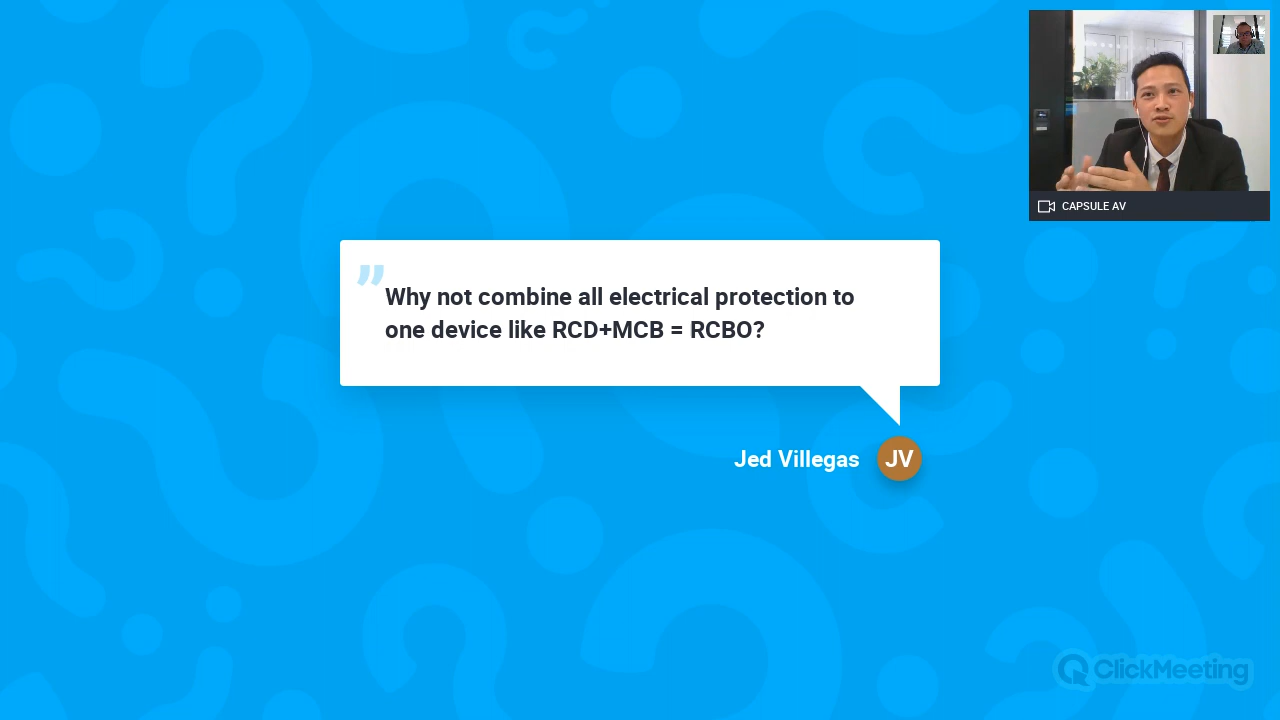 CAPSULE AV
” Why not combine all electrical protection to
one device like RCD+MCB = RCBO?
Jed Villegas JV
ClickMeeting